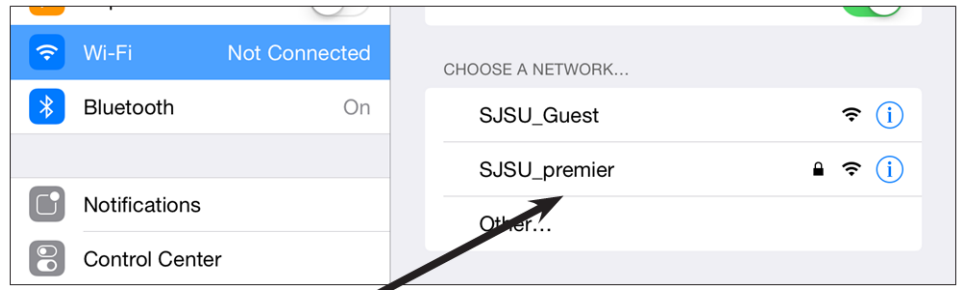 Wi-Fi Not Connected
Bluetooth On
Notifications
Control Center
CHOOSE A NETWORK...
SJSU_Guest
SJSU_premier
Other...